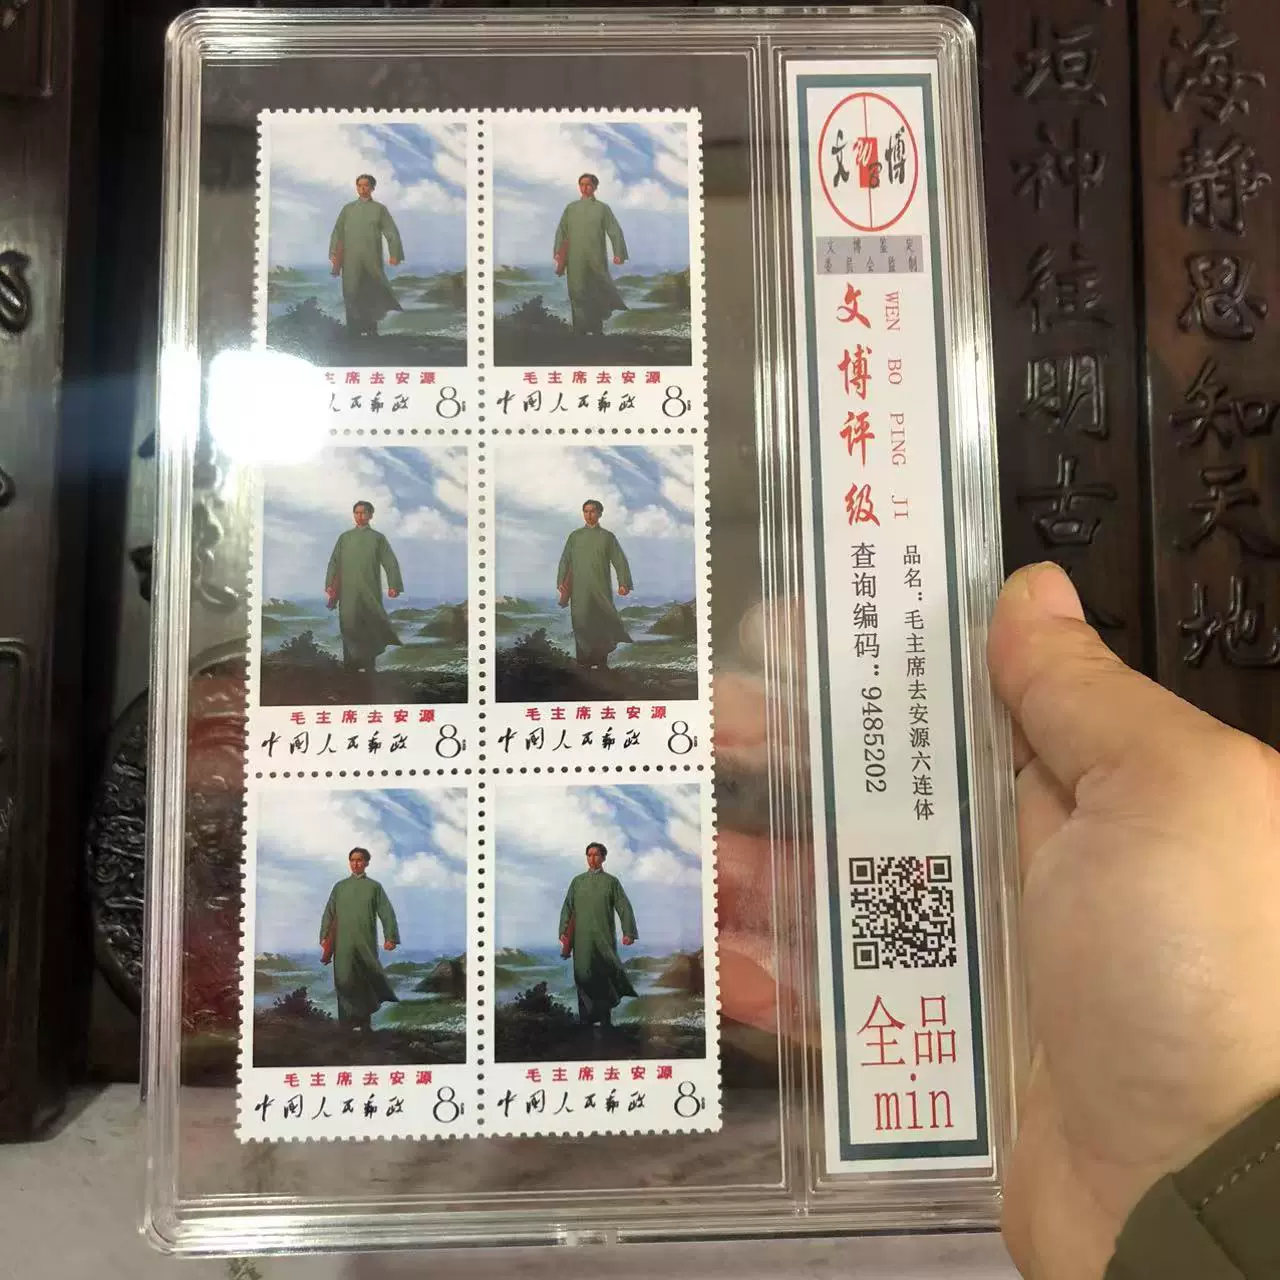 主席去安源
人民邮政 8分
毛主席去安源
中国人民邮政 8分
毛主席去安源
中国人民邮政 8分
毛主席去安源
中国人民邮政 8分
毛主席去安源
中国人民邮政 8分
毛主席去安源
中国人民邮政 8分
文博
文博鉴定
委员会监制
文博评级
WEN BO PING JI
查询编码：9485202
品名：毛主席去安源六连体
全品
min
垣神往明古
海静思知天地